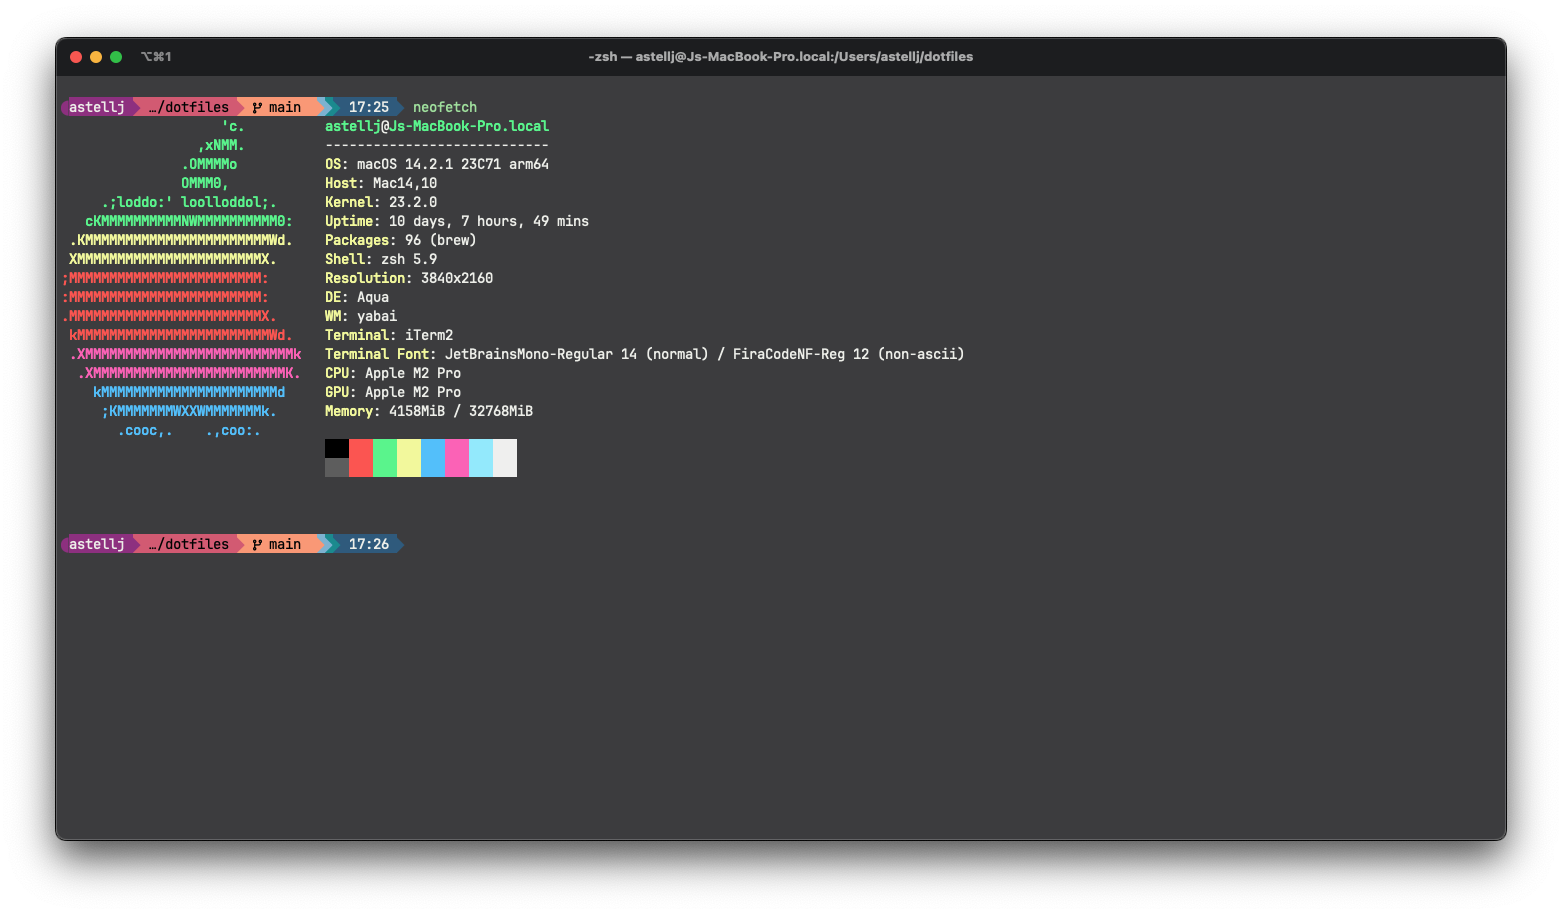 ⌥⌘1 -zsh — astellj@Js-MacBook-Pro.local:/Users/astellj/dotfiles
astellj …/dotfiles main 17:25 neofetch
'c. astellj@Js-MacBook-Pro.local
,xNMM. ----------------------------
.OMMMMo OS: macOS 14.2.1 23C71 arm64
OMMM0, Host: Mac14,10
.;loddo:' loolloddol;. Kernel: 23.2.0
cKMMMMMMMMMMNWMMMMMMMMMM0: Uptime: 10 days, 7 hours, 49 mins
.KMMMMMMMMMMMMMMMMMMMMMMMWd. Packages: 96 (brew)
XMMMMMMMMMMMMMMMMMMMMMMMX. Shell: zsh 5.9
;MMMMMMMMMMMMMMMMMMMMMMMM: Resolution: 3840x2160
:MMMMMMMMMMMMMMMMMMMMMMMM: DE: Aqua
.MMMMMMMMMMMMMMMMMMMMMMMMX. WM: yabai
kMMMMMMMMMMMMMMMMMMMMMMMMWd. Terminal: iTerm2
.XMMMMMMMMMMMMMMMMMMMMMMMMMMk Terminal Font: JetBrainsMono-Regular 14 (normal) / FiraCodeNF-Reg 12 (non-ascii)
.XMMMMMMMMMMMMMMMMMMMMMMMMK. CPU: Apple M2 Pro
kMMMMMMMMMMMMMMMMMMMMMMd GPU: Apple M2 Pro
;KMMMMMMMWXXWMMMMMMMk. Memory: 4158MiB / 32768MiB
.cooc,. .,coo:.
astellj …/dotfiles main 17:26